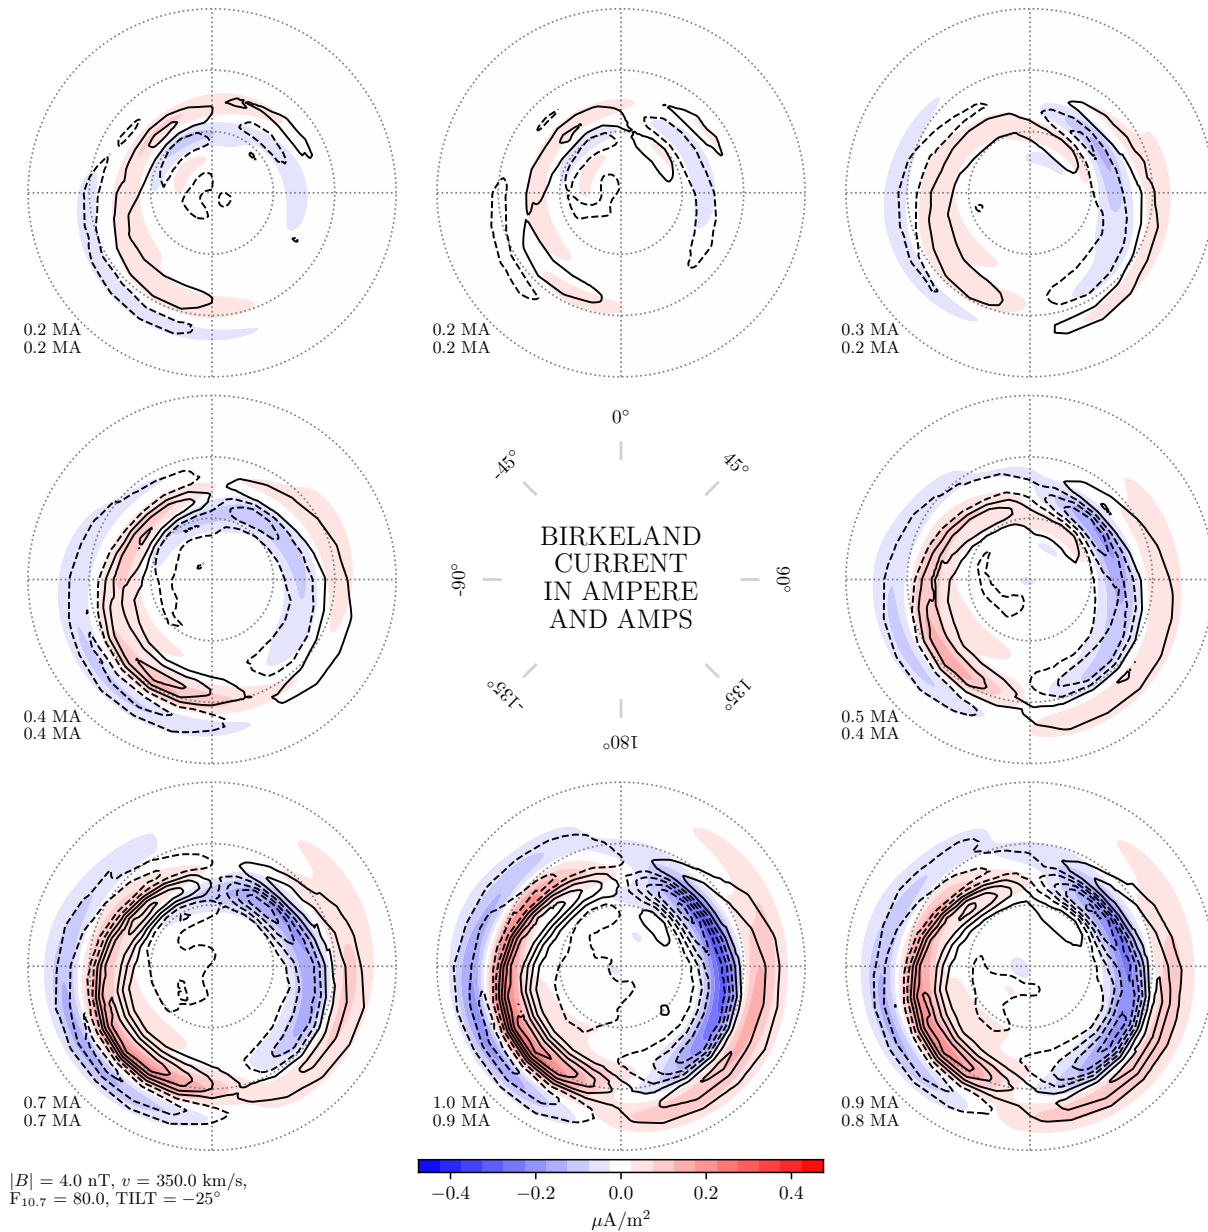 0.2 MA
0.2 MA
0.2 MA
0.2 MA
0.3 MA
0.2 MA
0°
-45°
45°
-90°
90°
BIRKELAND
CURRENT
IN AMPERE
AND AMPS
-135°
135°
180°
0.4 MA
0.4 MA
0.5 MA
0.4 MA
0.7 MA
0.7 MA
1.0 MA
0.9 MA
0.9 MA
0.8 MA
|B| = 4.0 nT, v = 350.0 km/s,
F₁₀.₇ = 80.0, TILT = −25°
−0.4 −0.2 0.0 0.2 0.4
μA/m²